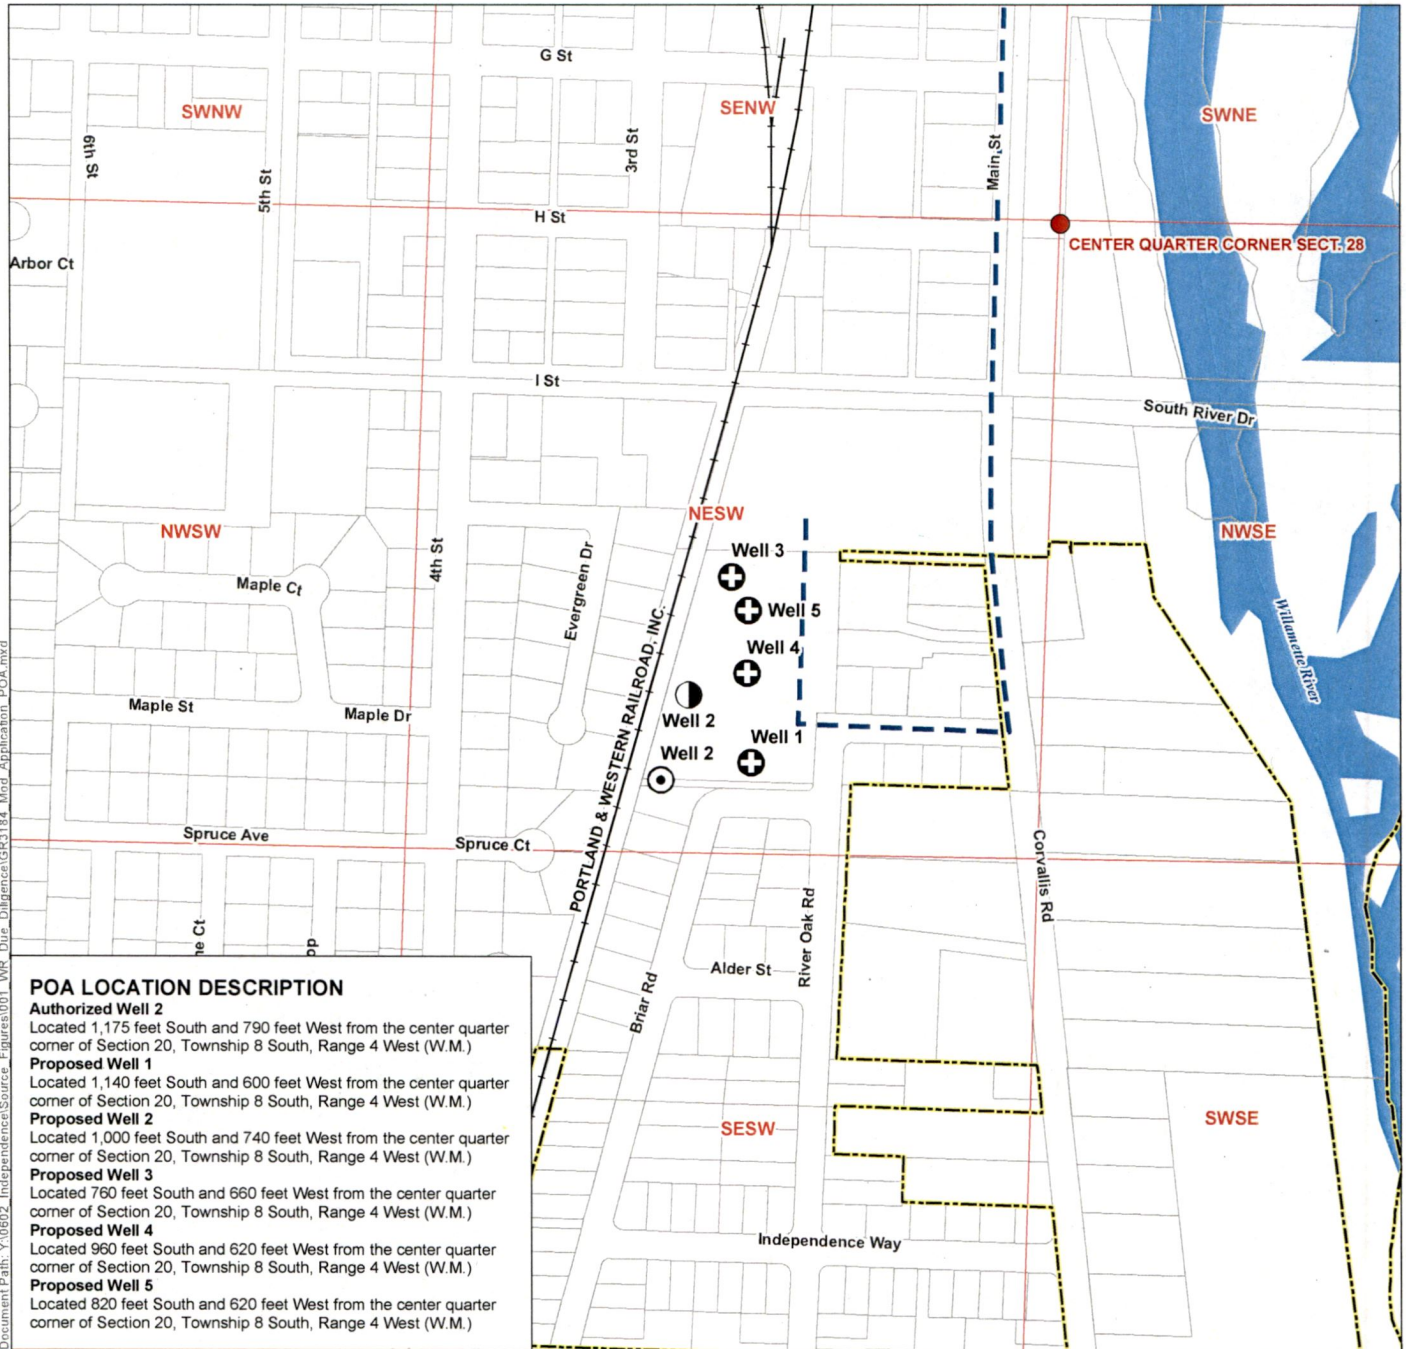 G St
SWNW
SENW
SWNE
6th St
5th St
3rd St
Main St
H St
CENTER QUARTER CORNER SECT. 28
Arbor Ct
I St
South River Dr
NWSW
NESW
NWSE
4th St
Maple Ct
Evergreen Dr
Well 3
Well 5
Well 4
Willamette River
PORTLAND & WESTERN RAILROAD, INC.
Maple St
Maple Dr
Well 2
Well 1
Well 2
Spruce Ave
Spruce Ct
Corvallis Rd
River Oak Rd
ne Ct
op
Alder St
Briar Rd
SESW
SWSE
Independence Way
POA LOCATION DESCRIPTION
Authorized Well 2
Located 1,175 feet South and 790 feet West from the center quarter
corner of Section 20, Township 8 South, Range 4 West (W.M.)
Proposed Well 1
Located 1,140 feet South and 600 feet West from the center quarter
corner of Section 20, Township 8 South, Range 4 West (W.M.)
Proposed Well 2
Located 1,000 feet South and 740 feet West from the center quarter
corner of Section 20, Township 8 South, Range 4 West (W.M.)
Proposed Well 3
Located 760 feet South and 660 feet West from the center quarter
corner of Section 20, Township 8 South, Range 4 West (W.M.)
Proposed Well 4
Located 960 feet South and 620 feet West from the center quarter
corner of Section 20, Township 8 South, Range 4 West (W.M.)
Proposed Well 5
Located 820 feet South and 620 feet West from the center quarter
corner of Section 20, Township 8 South, Range 4 West (W.M.)
Document Path: Y:\0602_Independence\Source_Figures\001_WR_Due_Diligence\GR3184_Mod_Application_POA.mxd